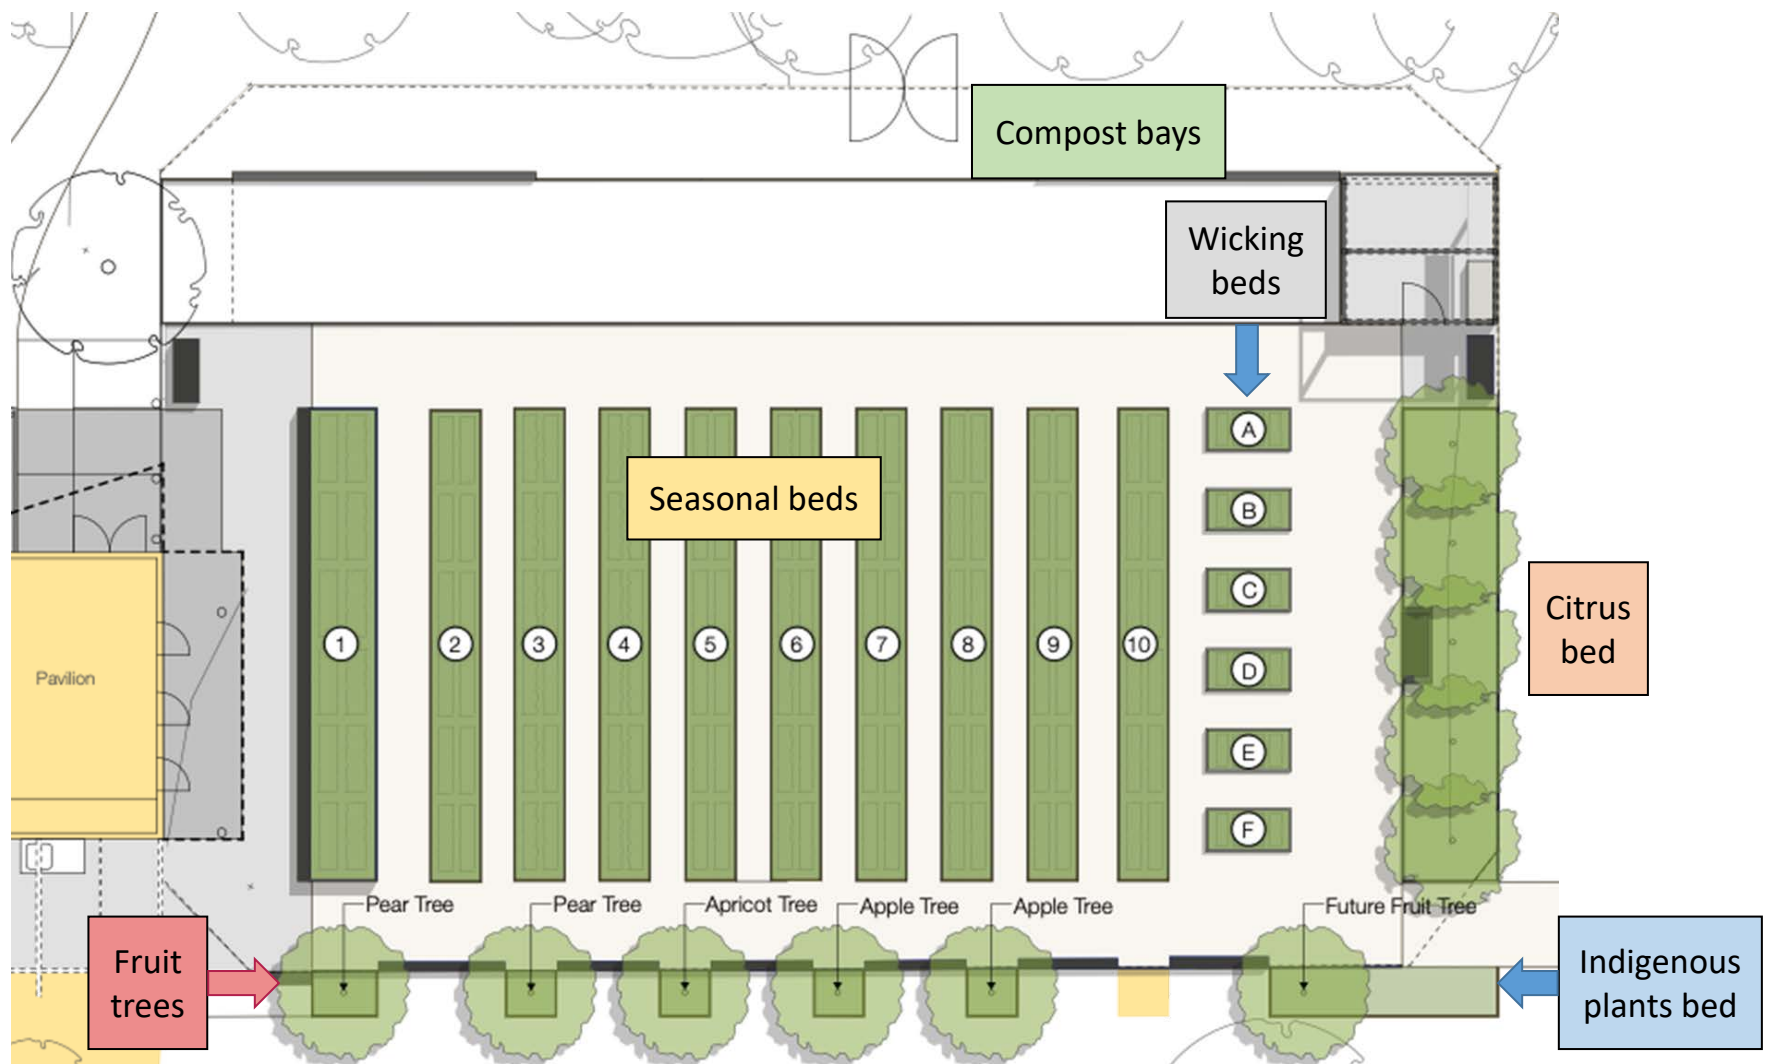 Compost bays
Wicking
beds
A
B
Seasonal beds
C
Citrus
bed
1
2
3
4
5
6
7
8
9
10
D
Pavilion
E
F
Pear Tree
Pear Tree
Apricot Tree
Apple Tree
Apple Tree
Future Fruit Tree
Fruit
trees
Indigenous
plants bed